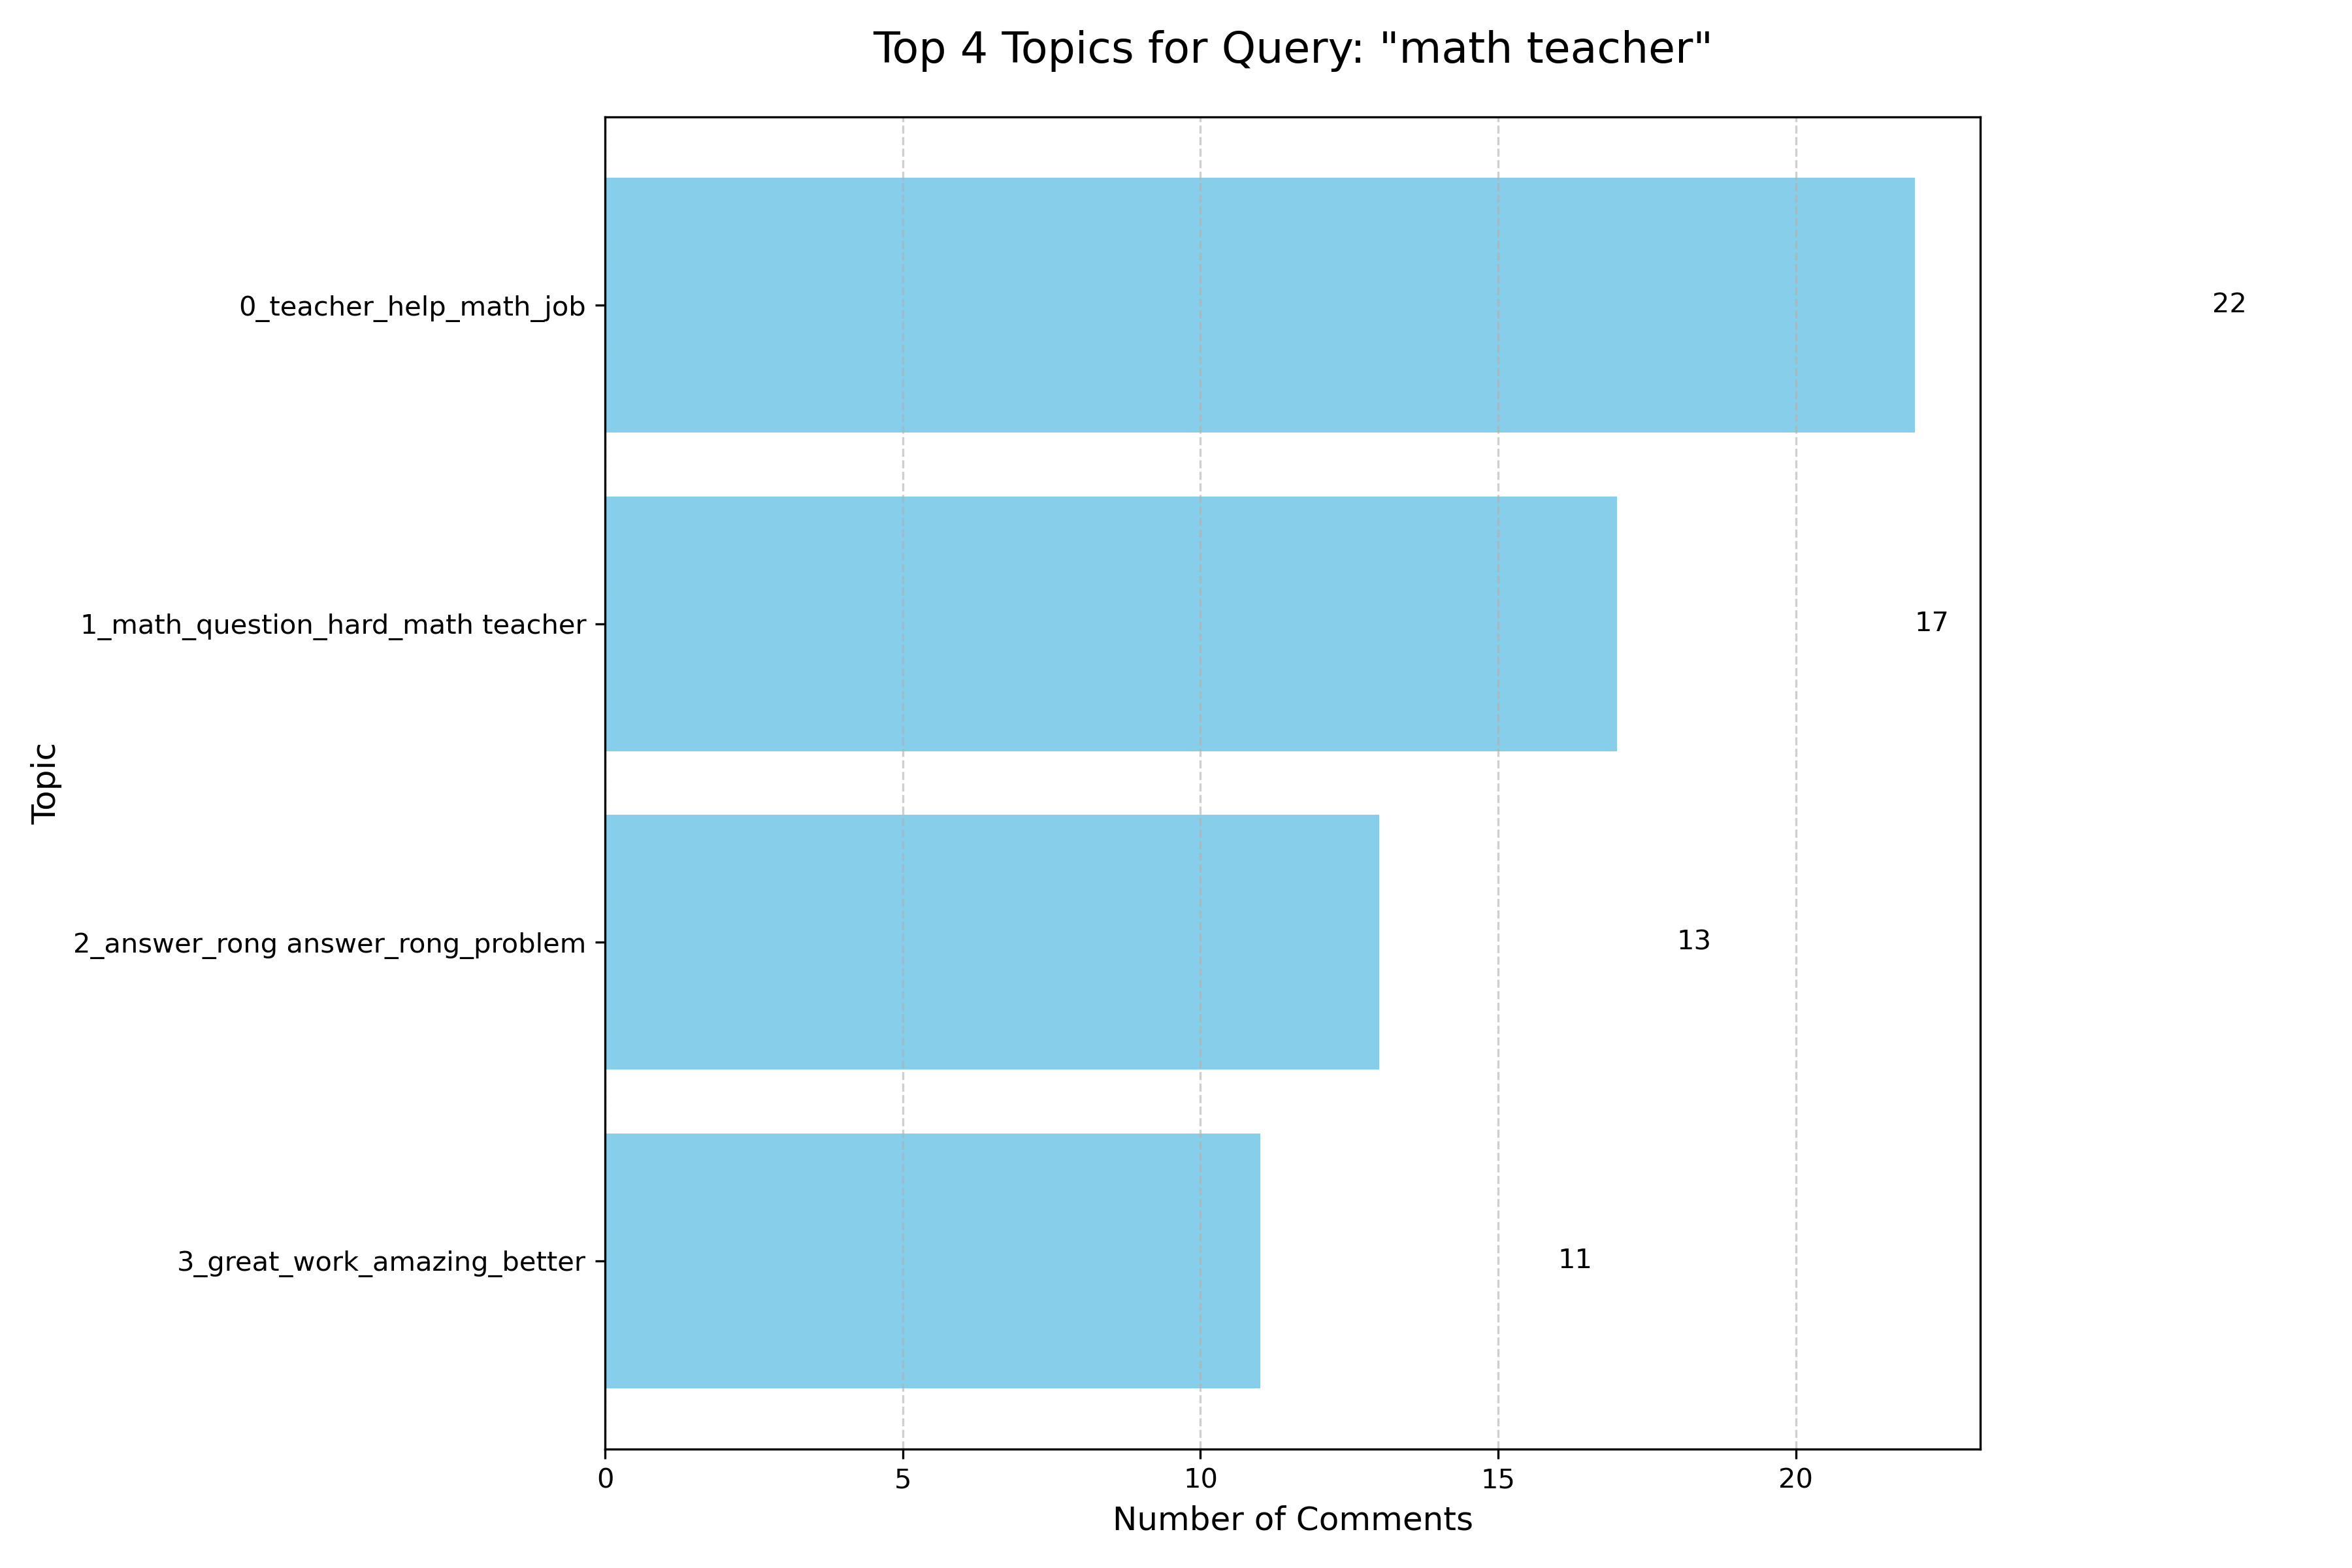 Top 4 Topics for Query: "math teacher"
0_teacher_help_math_job
22
1_math_question_hard_math teacher
17
Topic
2_answer_rong answer_rong_problem
13
3_great_work_amazing_better
11
0 5 10 15 20
Number of Comments